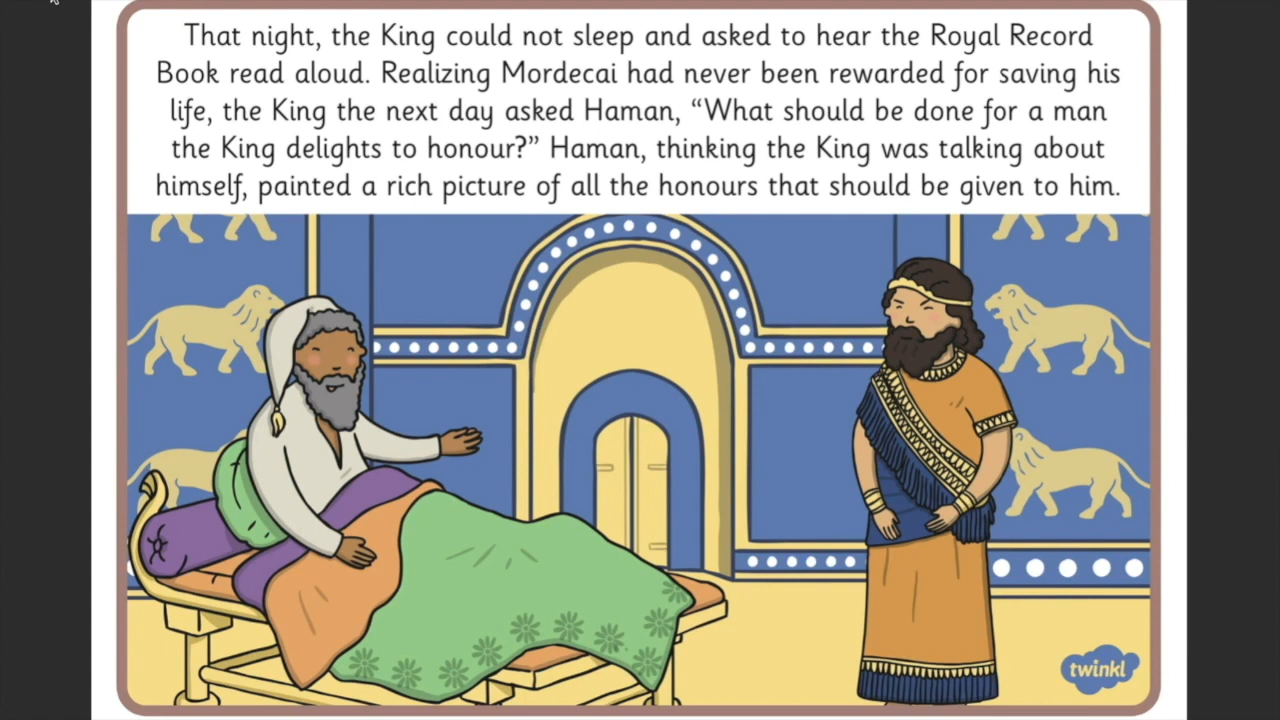 That night, the King could not sleep and asked to hear the Royal Record
Book read aloud. Realizing Mordecai had never been rewarded for saving his
life, the King the next day asked Haman, “What should be done for a man
the King delights to honour?” Haman, thinking the King was talking about
himself, painted a rich picture of all the honours that should be given to him.
twinkl